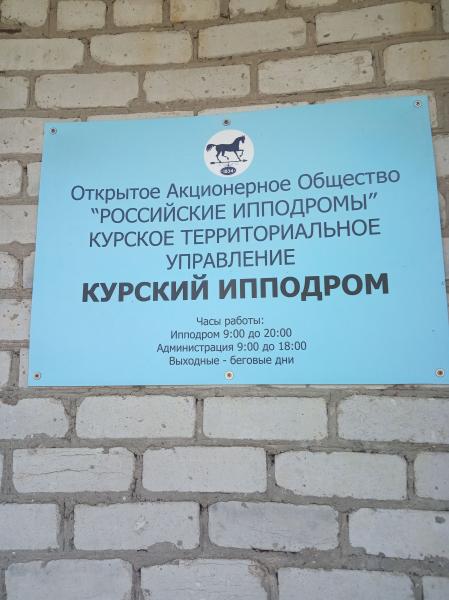 1834
Открытое Акционерное Общество
"РОССИЙСКИЕ ИППОДРОМЫ"
КУРСКОЕ ТЕРРИТОРИАЛЬНОЕ
УПРАВЛЕНИЕ
КУРСКИЙ ИППОДРОМ
Часы работы:
Ипподром 9:00 до 20:00
Администрация 9:00 до 18:00
Выходные - беговые дни